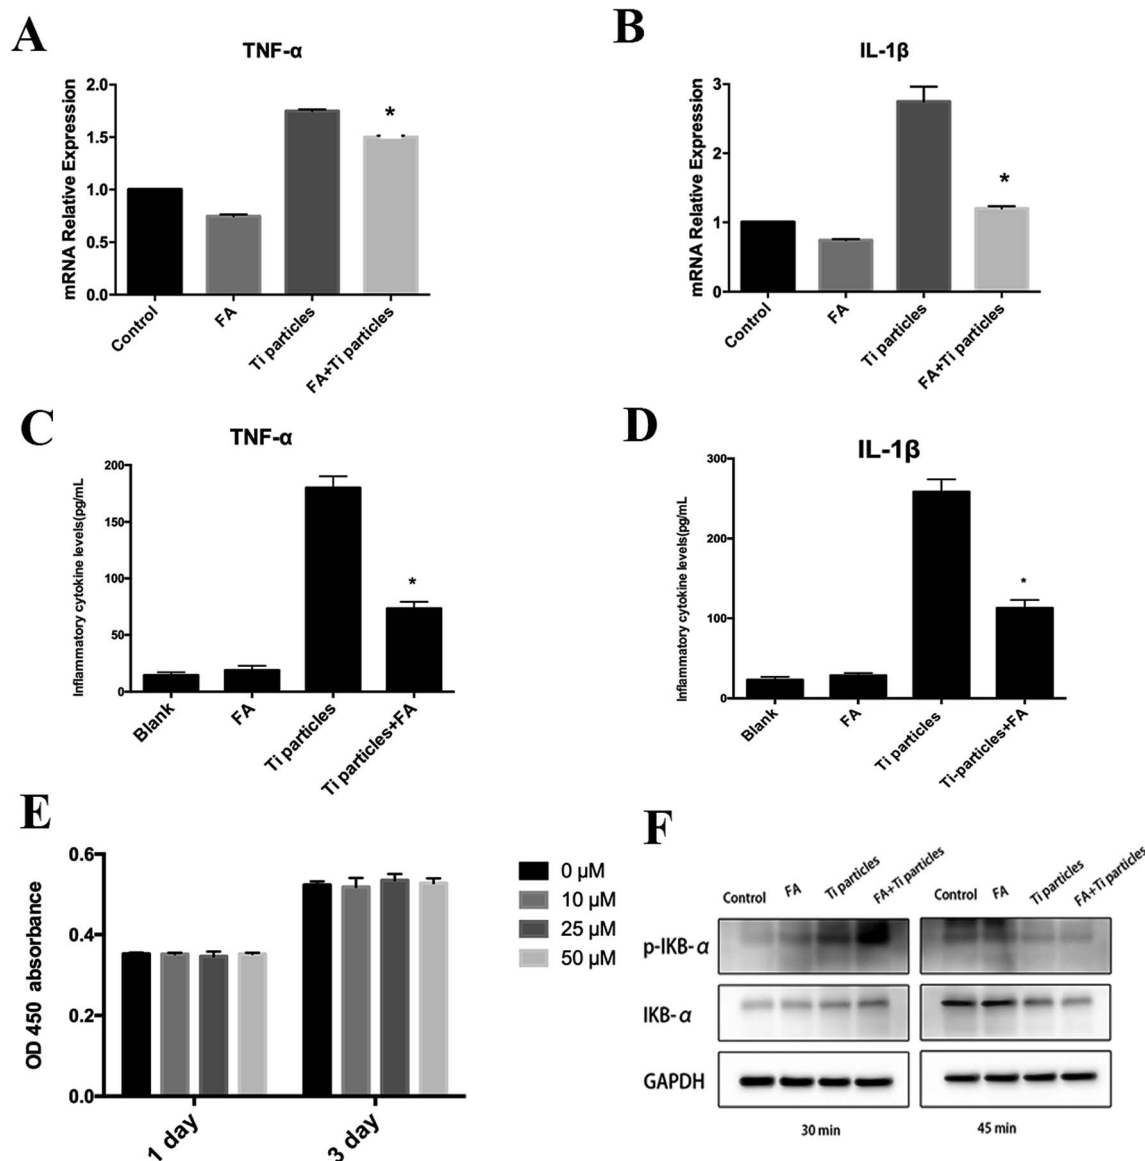 A
TNF-α
mRNA Relative Expression
2.0
1.5
1.0
0.5
0.0
*
Control
FA
Ti particles
FA+Ti particles
B
IL-1β
mRNA Relative Expression
3
2
1
0
*
Control
FA
Ti particles
FA+Ti particles
C
TNF-α
Inflammatory cytokine levels(pg/mL
200
150
100
50
0
*
Blank
FA
Ti particles
Ti particles+FA
D
IL-1β
Inflammatory cytokine levels(pg/mL
300
200
100
0
*
Blank
FA
Ti particles
Ti-particles+FA
E
OD 450 absorbance
0.6
0.4
0.2
0.0
1 day
3 day
0 μM
10 μM
25 μM
50 μM
F
Control FA Ti particles FA+Ti particles
Control FA Ti particles FA+Ti particles
p-IKB-α
IKB-α
GAPDH
30 min
45 min